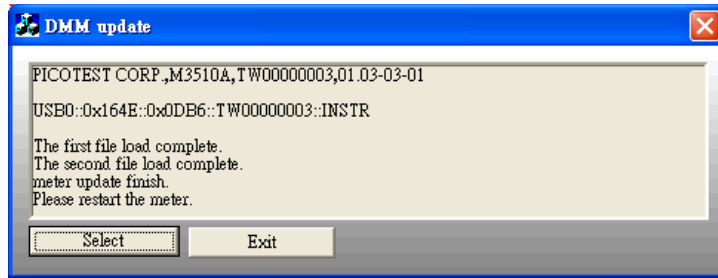 DMM update
PICOTEST CORP.,M3510A,TW00000003,01.03-03-01
USB0::0x164E::0x0DB6::TW00000003::INSTR
The first file load complete.
The second file load complete.
meter update finish.
Please restart the meter.
Select
Exit